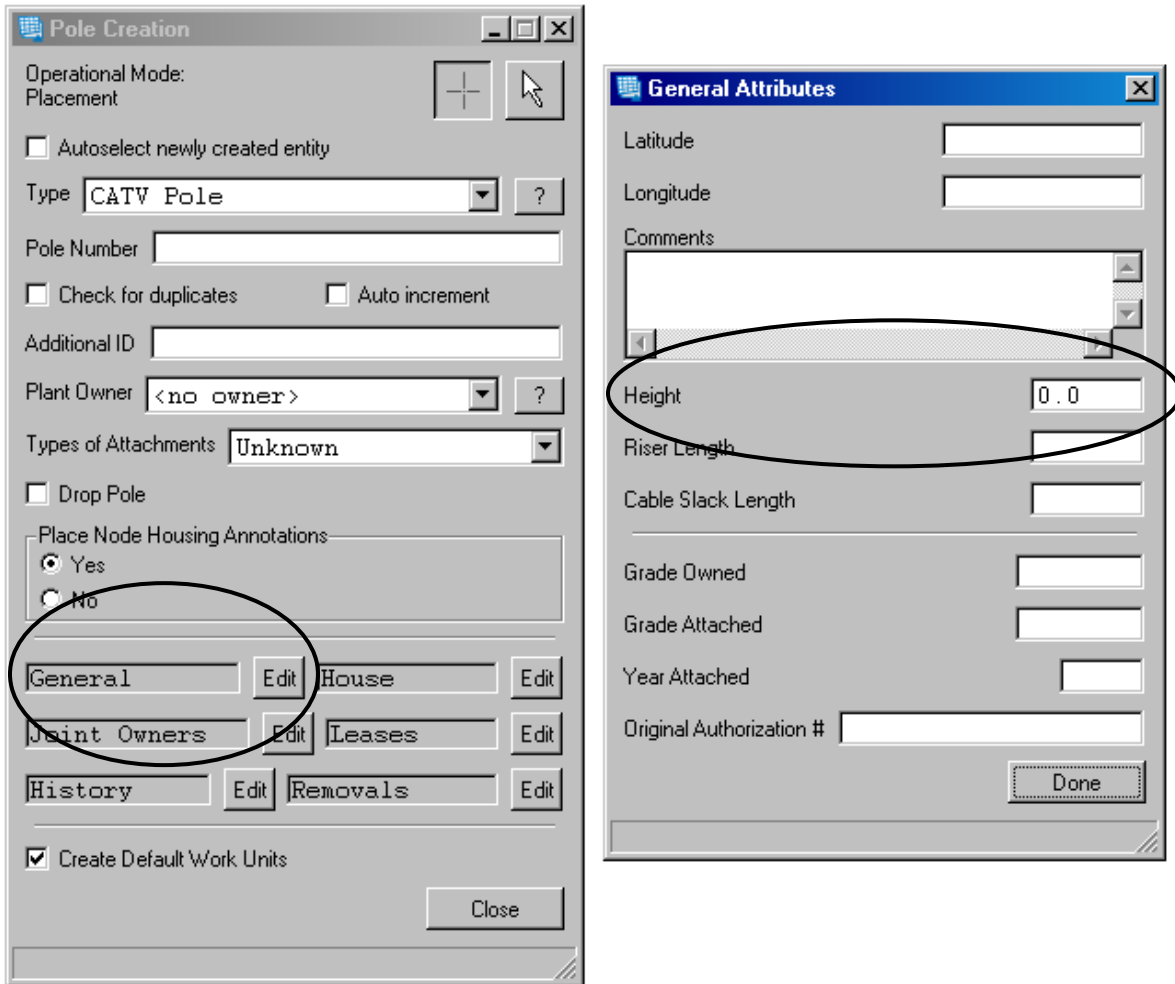 Pole Creation
Operational Mode:
Placement
Autoselect newly created entity
Type CATV Pole ?
Pole Number
Check for duplicates Auto increment
Additional ID
Plant Owner <no owner> ?
Types of Attachments Unknown
Drop Pole
Place Node Housing Annotations
Yes
No
General Edit House Edit
Joint Owners Edit Leases Edit
History Edit Removals Edit
Create Default Work Units
Close
General Attributes
Latitude
Longitude
Comments
Height 0.0
Riser Length
Cable Slack Length
Grade Owned
Grade Attached
Year Attached
Original Authorization #
Done